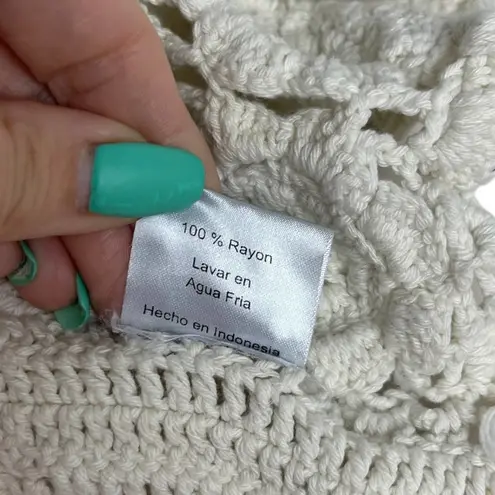 100 % Rayon
Lavar en
Agua Fria
Hecho en indonesia